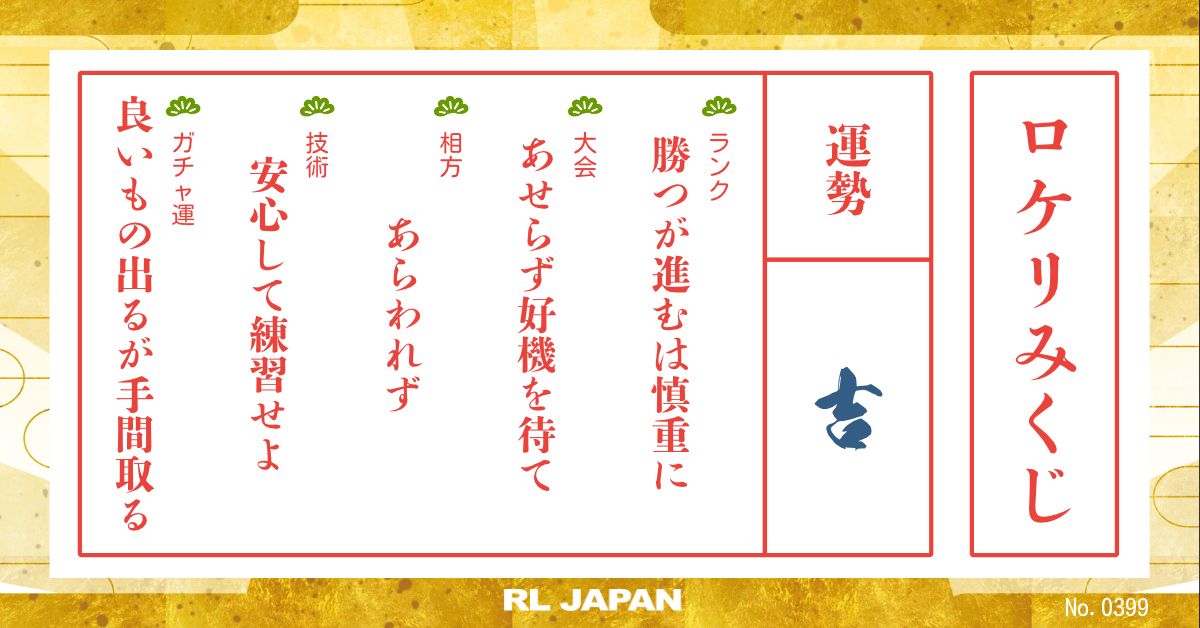 ロケリみくじ
運勢
吉
ランク
勝つが進むは慎重に
大会
あせらず好機を待て
相方
あらわれず
技術
安心して練習せよ
ガチャ運
良いもの出るが手間取る
RL JAPAN
No. 0399